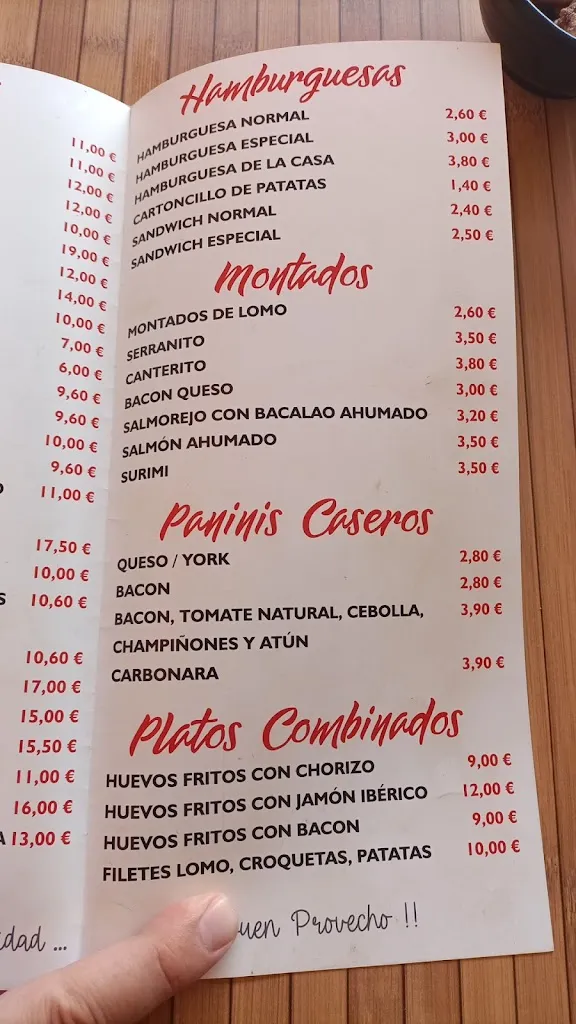 11,00 €
11,00 €
12,00 €
12,00 €
10,00 €
19,00 €
12,00 €
14,00 €
10,00 €
7,00 €
6,00 €
9,60 €
9,60 €
10,00 €
9,60 €
11,00 €
17,50 €
10,00 €
10,60 €
10,60 €
17,00 €
15,00 €
15,50 €
11,00 €
16,00 €
13,00 €
Hamburguesas
HAMBURGUESA NORMAL 2,60 €
HAMBURGUESA ESPECIAL 3,00 €
HAMBURGUESA DE LA CASA 3,80 €
CARTONCILLO DE PATATAS 1,40 €
SANDWICH NORMAL 2,40 €
SANDWICH ESPECIAL 2,50 €
Montados
MONTADOS DE LOMO 2,60 €
SERRANITO 3,50 €
CANTERITO 3,80 €
BACON QUESO 3,00 €
SALMOREJO CON BACALAO AHUMADO 3,20 €
SALMÓN AHUMADO 3,50 €
SURIMI 3,50 €
Paninis Caseros
QUESO / YORK 2,80 €
BACON 2,80 €
BACON, TOMATE NATURAL, CEBOLLA, 3,90 €
CHAMPIÑONES Y ATÚN
CARBONARA 3,90 €
Platos Combinados
HUEVOS FRITOS CON CHORIZO 9,00 €
HUEVOS FRITOS CON JAMÓN IBÉRICO 12,00 €
HUEVOS FRITOS CON BACON 9,00 €
FILETES LOMO, CROQUETAS, PATATAS 10,00 €
Provecho !!